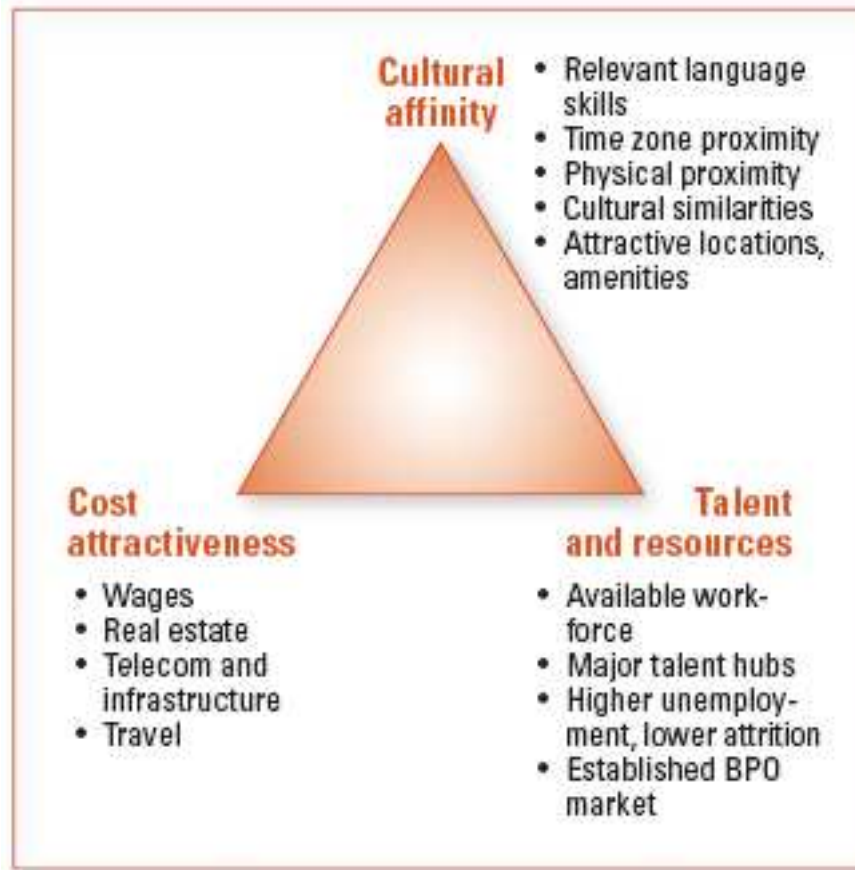 Cultural
affinity
• Relevant language
skills
• Time zone proximity
• Physical proximity
• Cultural similarities
• Attractive locations,
amenities
Cost
attractiveness
• Wages
• Real estate
• Telecom and
infrastructure
• Travel
Talent
and resources
• Available work-
force
• Major talent hubs
• Higher unemploy-
ment, lower attrition
• Established BPO
market